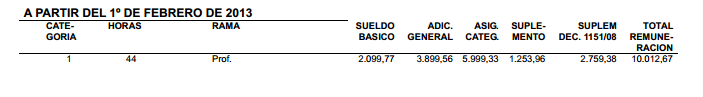 A PARTIR DEL 1º DE FEBRERO DE 2013
CATE- HORAS RAMA SUELDO ADIC. ASIG. SUPLE- SUPLEM TOTAL
GORIA BASICO GENERAL CATEG. MENTO DEC. 1151/08 REMUNE-
RACION
1 44 Prof. 2.099,77 3.899,56 5.999,33 1.253,96 2.759,38 10.012,67